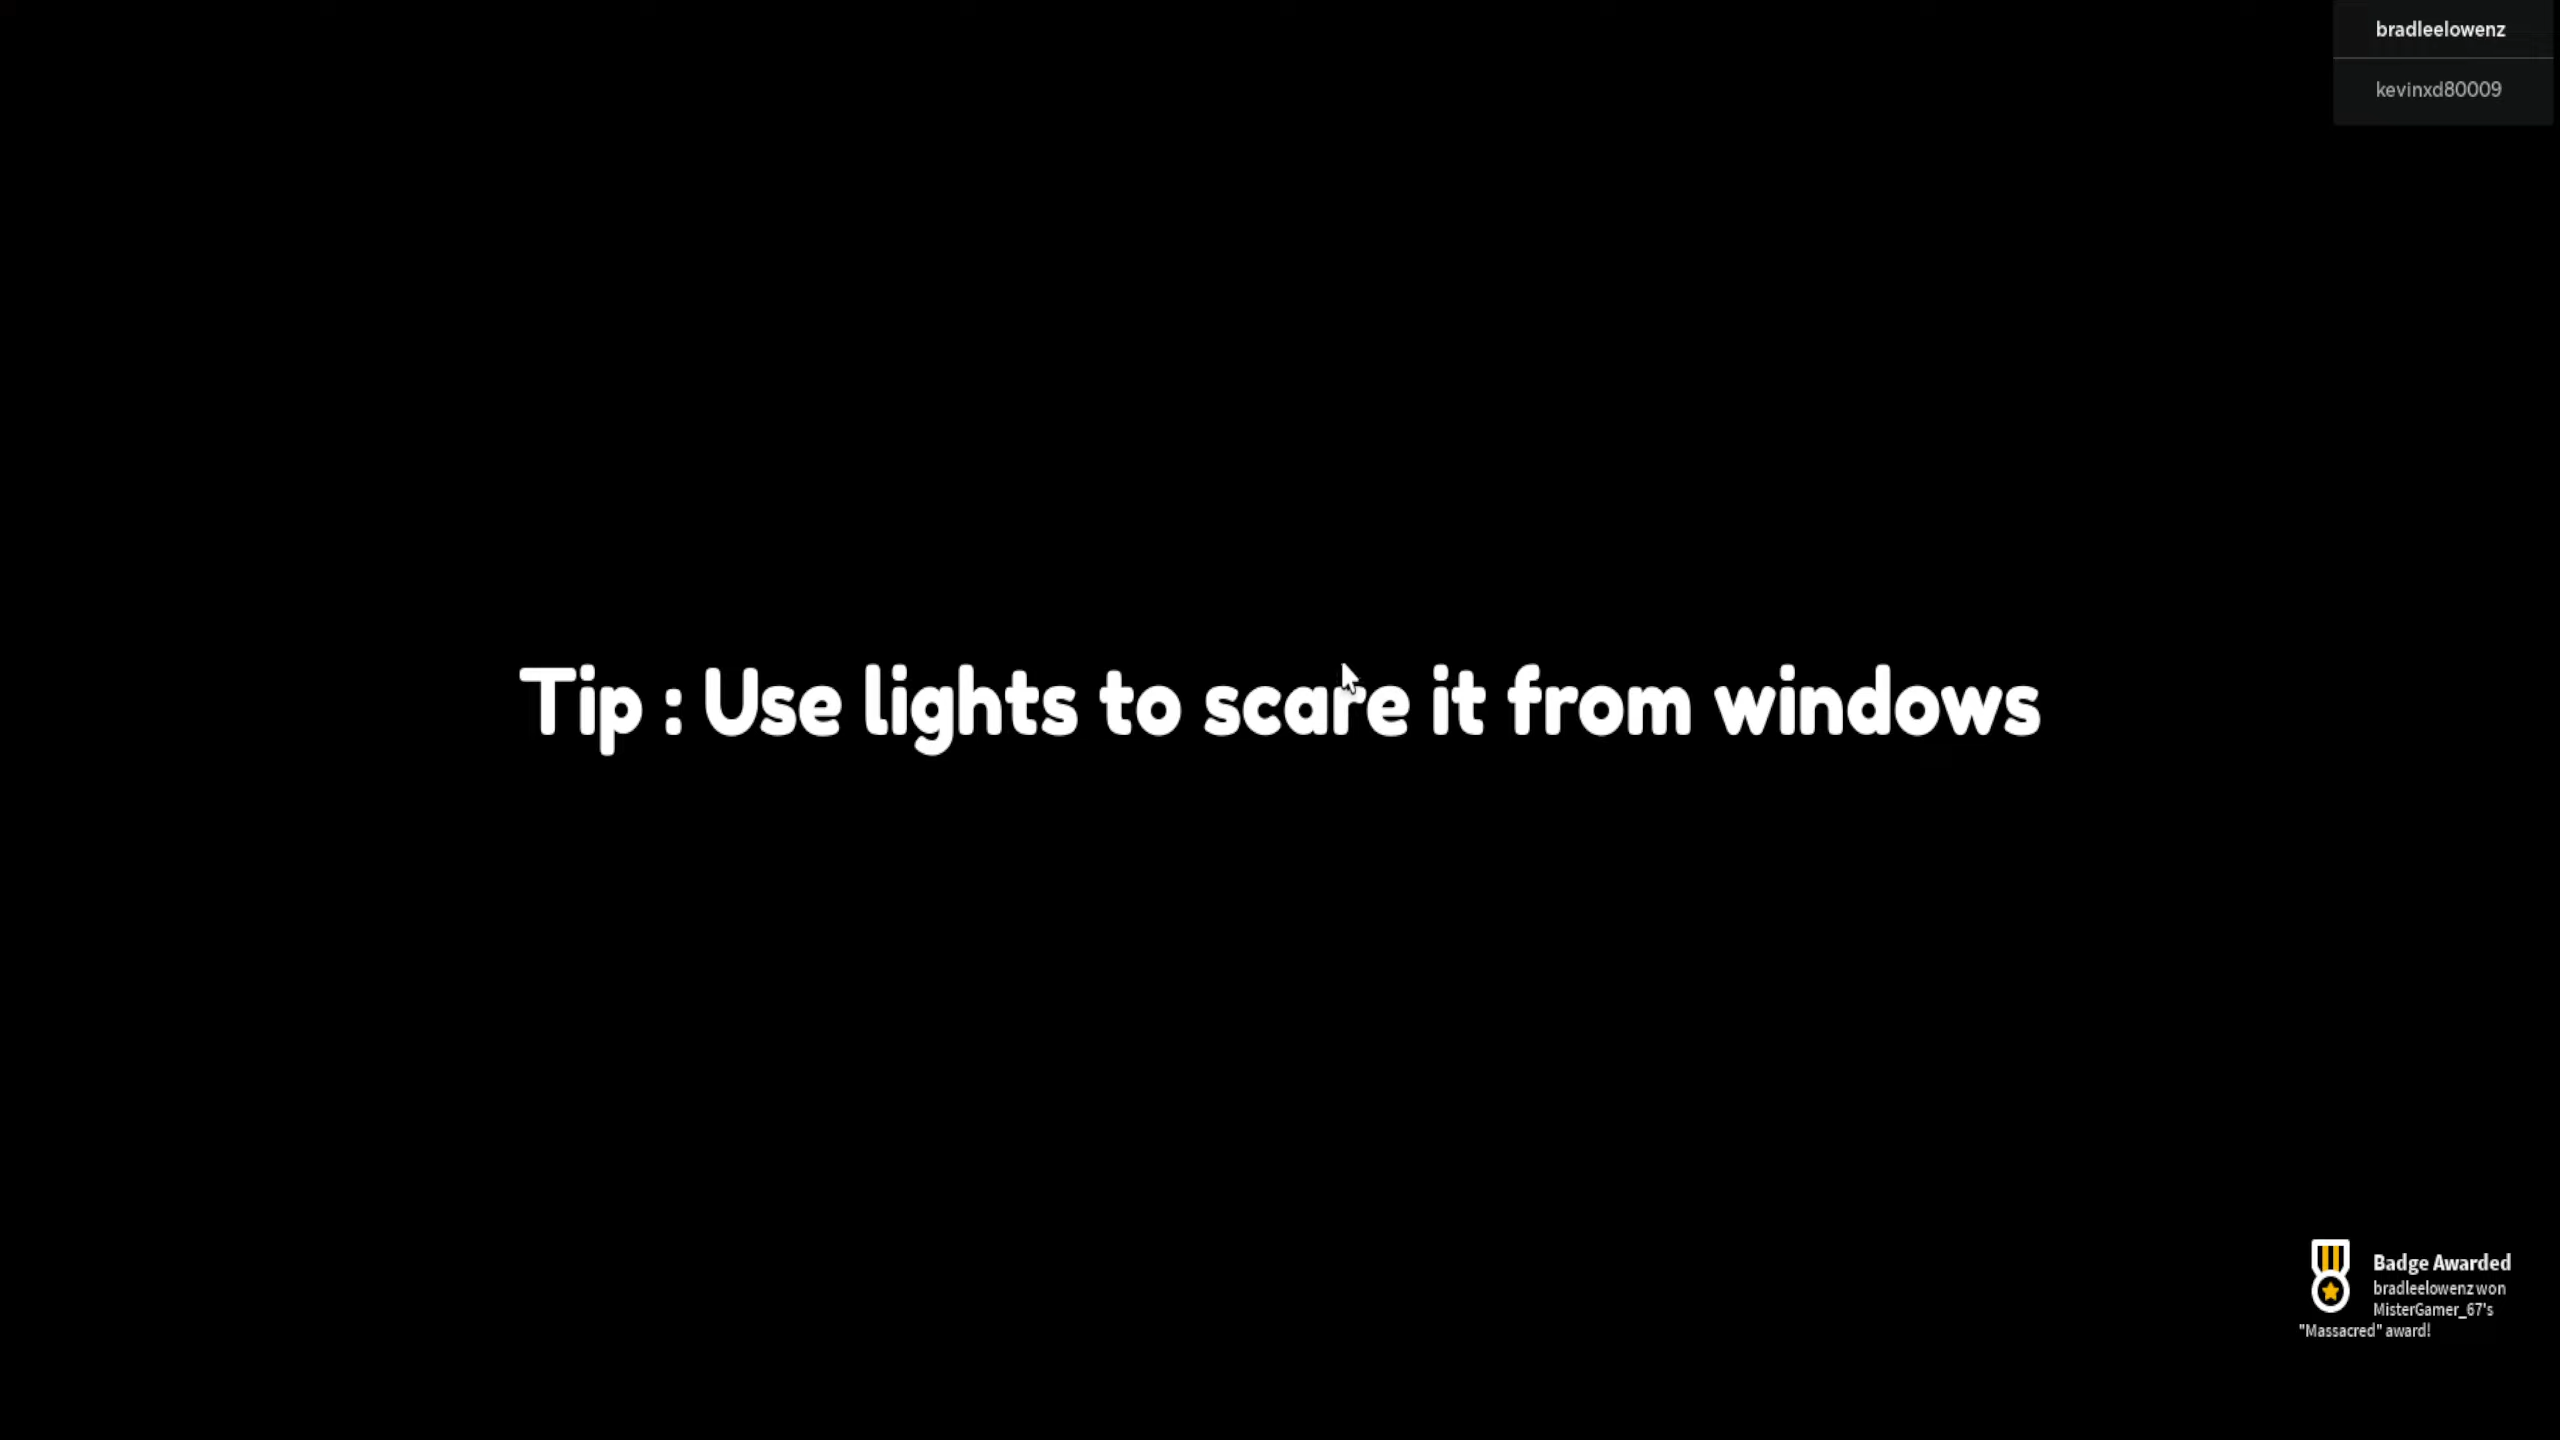 bradleelowenz
kevinxd80009
Tip : Use lights to scare it from windows
Badge Awarded
bradleelowenz won
MisterGamer_67's
"Massacred" award!